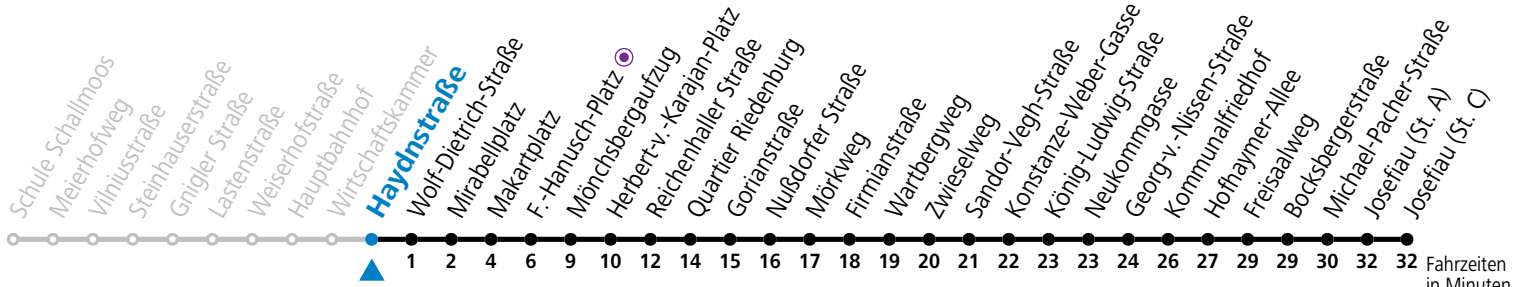 Schule Schallmoos
Meierhofweg
Vilniusstraße
Steinhauserstraße
Gnigler Straße
Lastenstraße
Weiserhofstraße
Hauptbahnhof
Wirtschaftskammer
Haydnstraße
Wolf-Dietrich-Straße
Mirabellplatz
Makartplatz
F.-Hanusch-Platz
Mönchsbergaufzug
Herbert-v.-Karajan-Platz
Reichenhaller Straße
Quartier Riedenburg
Gorianstraße
Nußdorfer Straße
Mörkweg
Firmianstraße
Wartbergweg
Zwieselweg
Sandor-Vegh-Straße
Konstanze-Weber-Gasse
König-Ludwig-Straße
Neukommgasse
Georg-v.-Nissen-Straße
Kommunalfriedhof
Hofhaymer-Allee
Freisaalweg
Bocksbergerstraße
Michael-Pacher-Straße
Josefiau (St. A)
Josefiau (St. C)
1 2 4 6 9 10 12 14 15 16 17 18 19 20 21 22 23 23 24 26 27 29 29 30 32 32 Fahrzeiten
in Minuten